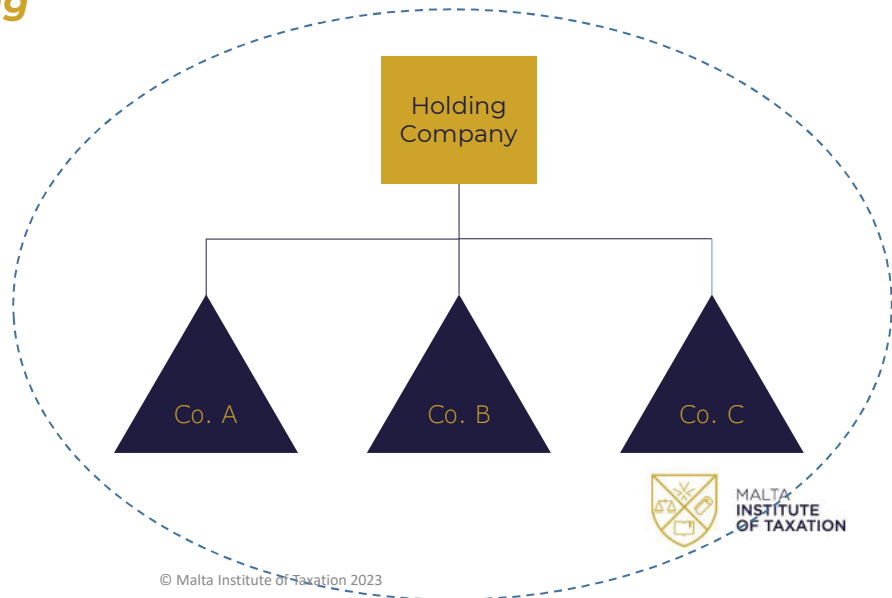 g
Holding
Company
Co. A
Co. B
Co. C
MALTA
INSTITUTE
OF TAXATION
© Malta Institute of Taxation 2023